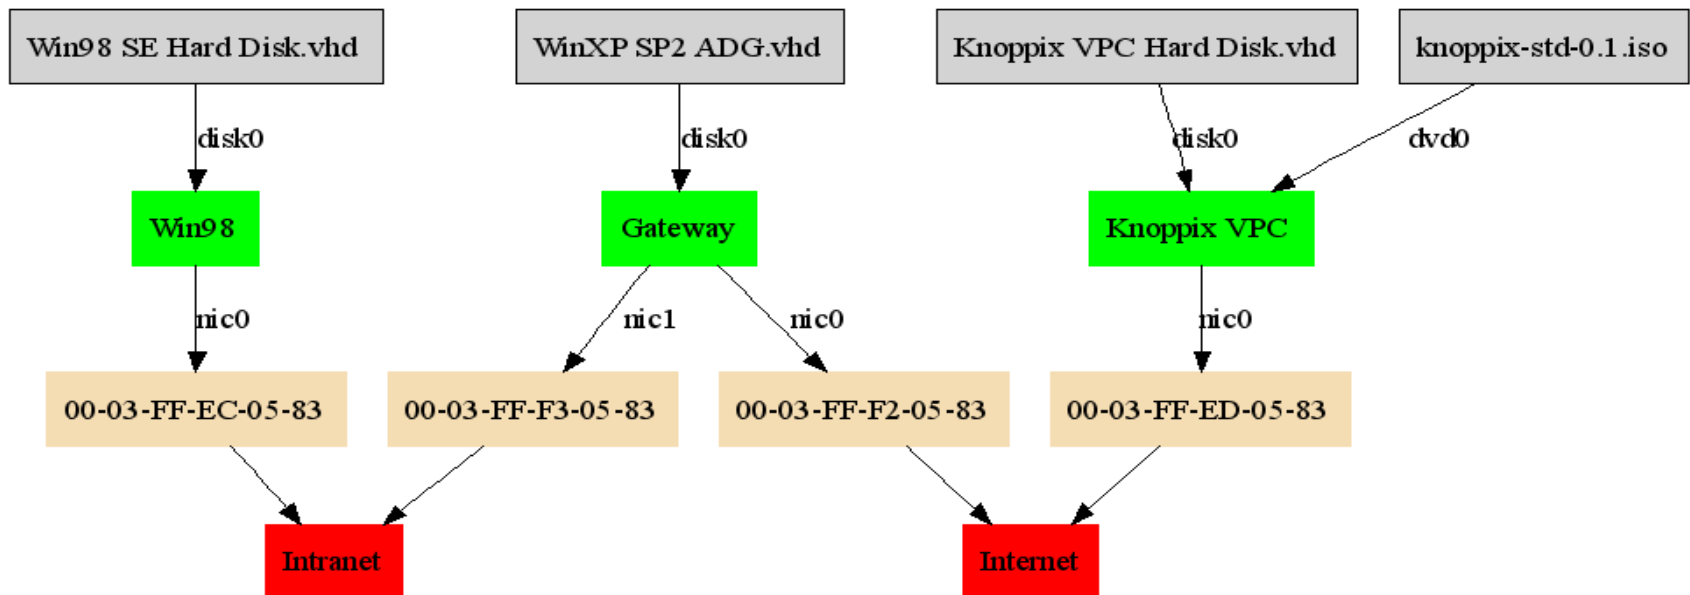 Win98 SE Hard Disk.vhd
WinXP SP2 ADG.vhd
Knoppix VPC Hard Disk.vhd
knoppix-std-0.1.iso
disk0
disk0
disk0
dvd0
Win98
Gateway
Knoppix VPC
nic0
nic1
nic0
nic0
00-03-FF-EC-05-83
00-03-FF-F3-05-83
00-03-FF-F2-05-83
00-03-FF-ED-05-83
Intranet
Internet